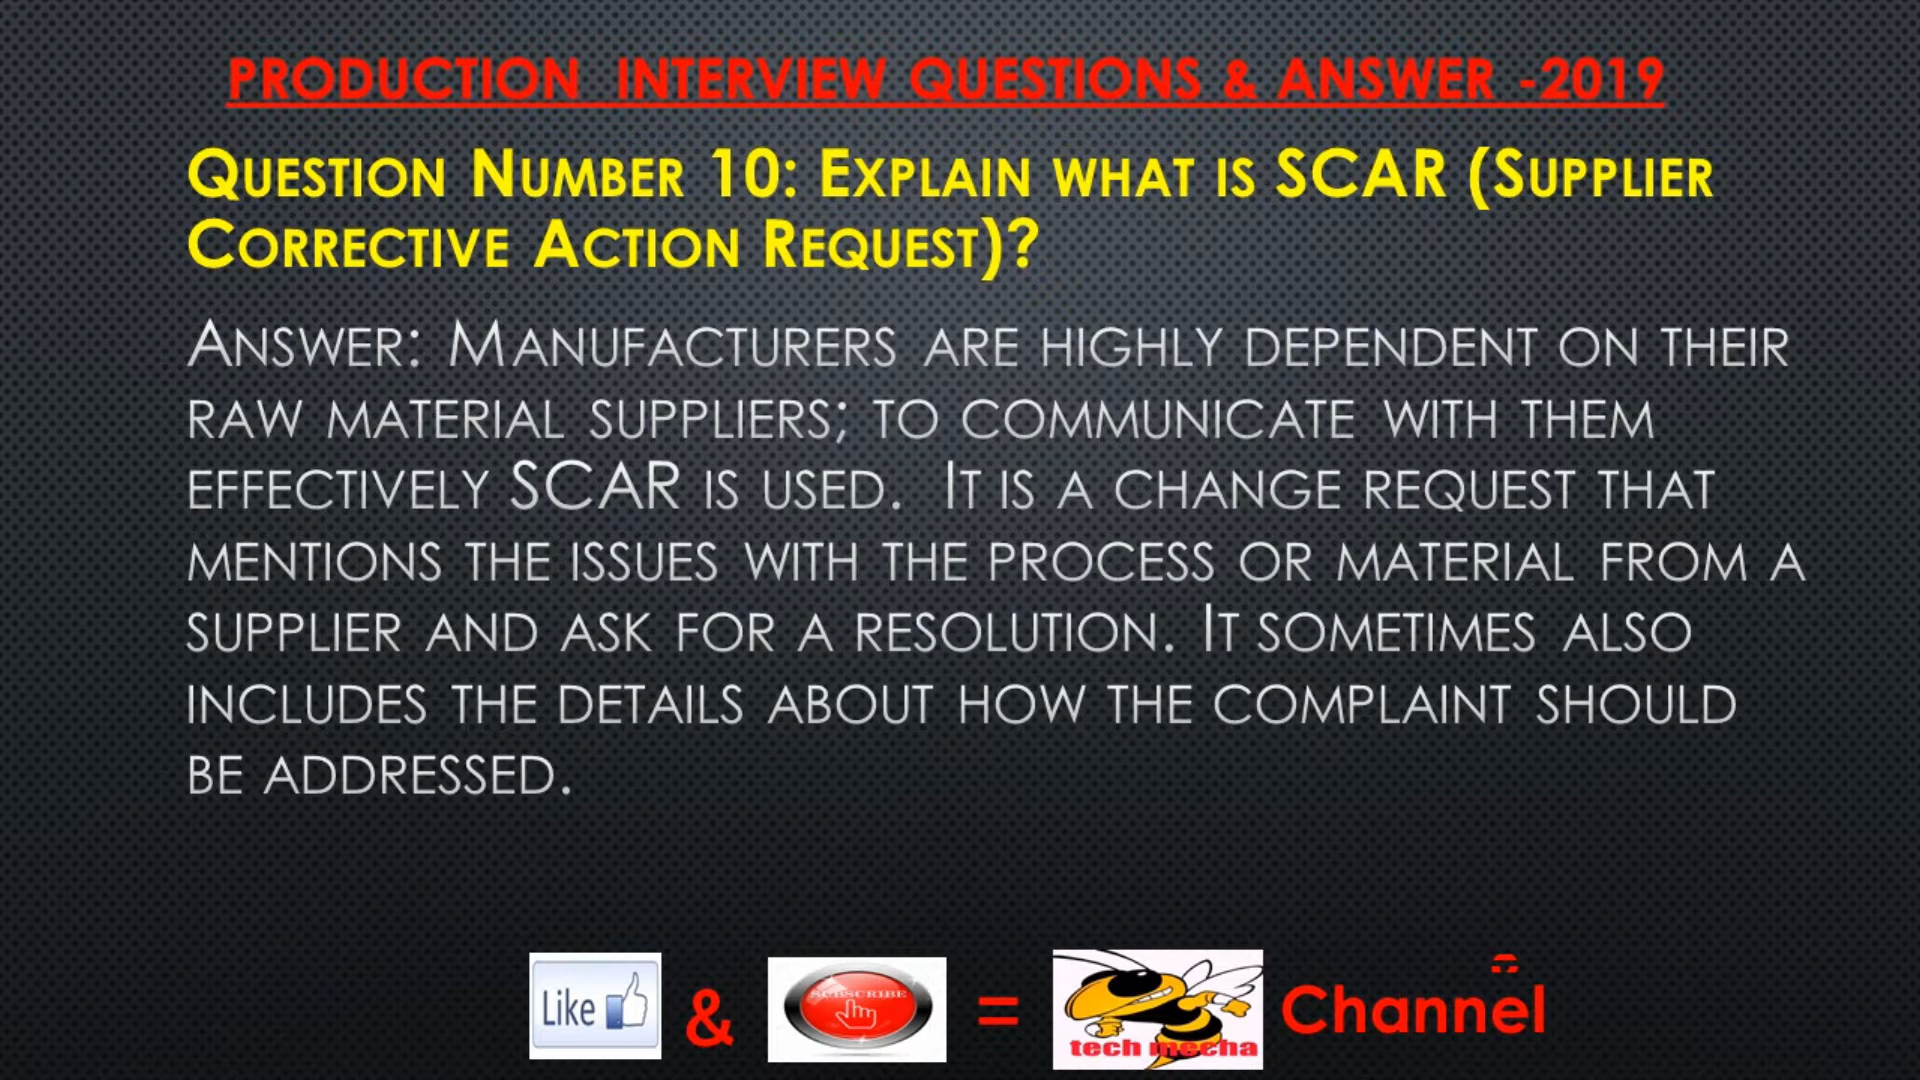 PRODUCTION INTERVIEW QUESTIONS & ANSWER -2019
QUESTION NUMBER 10: EXPLAIN WHAT IS SCAR (SUPPLIER
CORRECTIVE ACTION REQUEST)?
ANSWER: MANUFACTURERS ARE HIGHLY DEPENDENT ON THEIR
RAW MATERIAL SUPPLIERS; TO COMMUNICATE WITH THEM
EFFECTIVELY SCAR IS USED. IT IS A CHANGE REQUEST THAT
MENTIONS THE ISSUES WITH THE PROCESS OR MATERIAL FROM A
SUPPLIER AND ASK FOR A RESOLUTION. IT SOMETIMES ALSO
INCLUDES THE DETAILS ABOUT HOW THE COMPLAINT SHOULD
BE ADDRESSED.
Like & SUBSCRIBE = tech mecha Channel